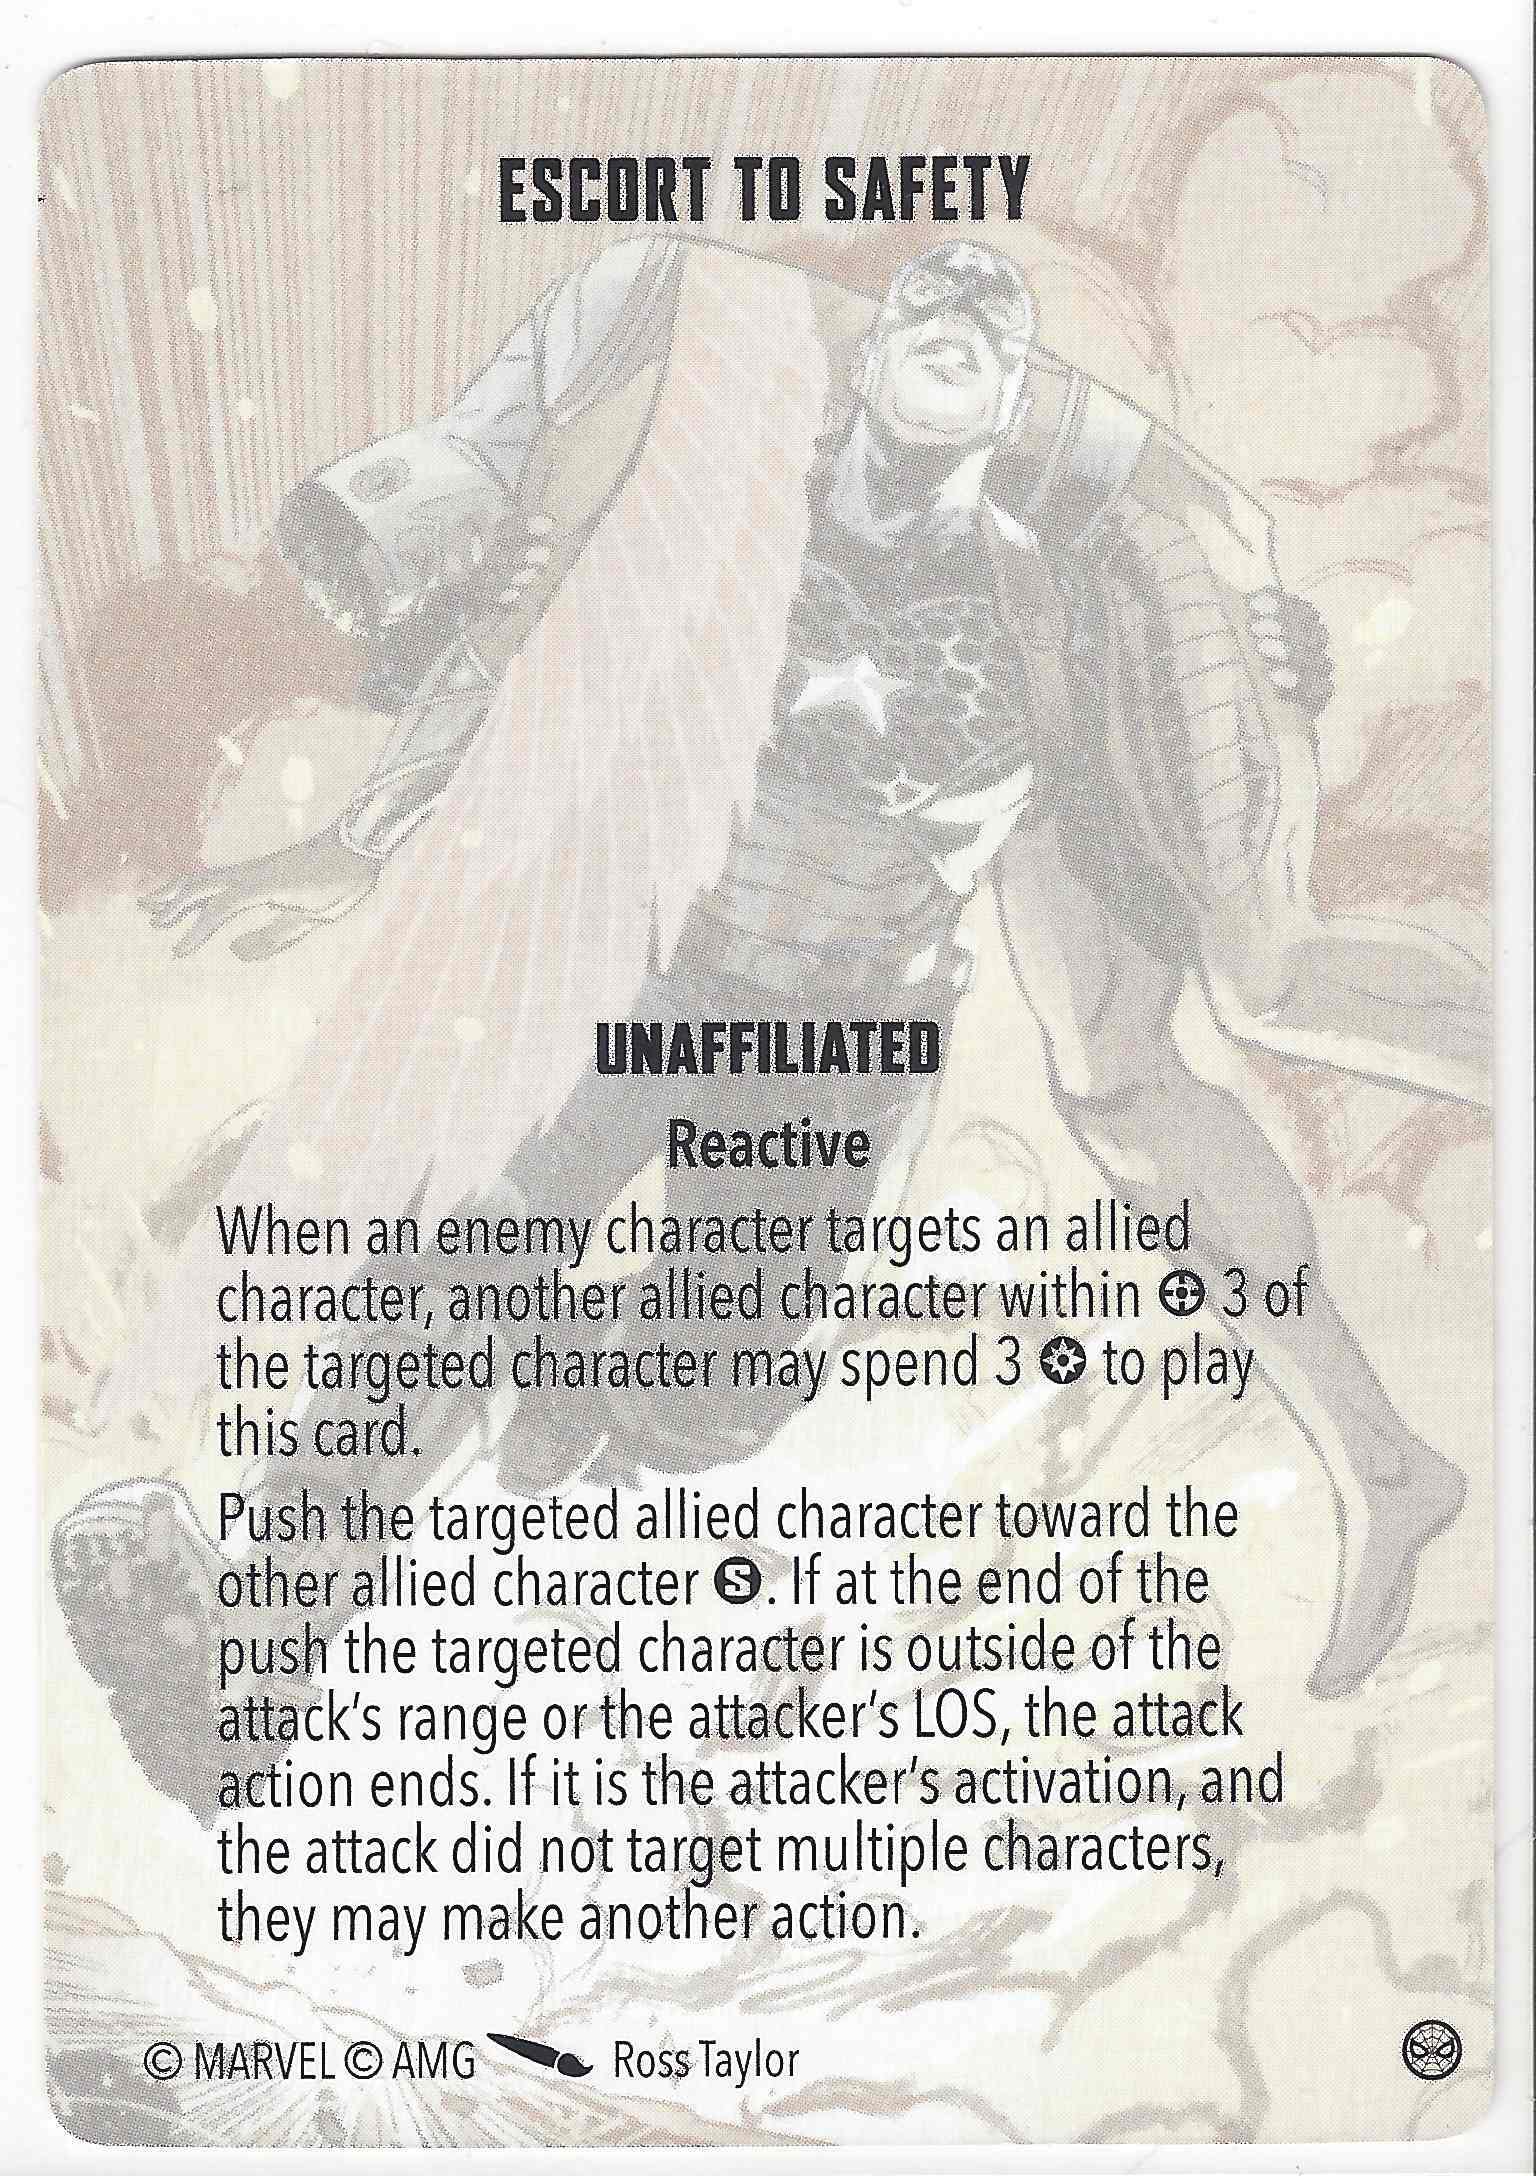 ESCORT TO SAFETY
UNAFFILIATED
Reactive
When an enemy character targets an allied
character, another allied character within 3 of
the targeted character may spend 3 to play
this card.
Push the targeted allied character toward the
other allied character S. If at the end of the
push the targeted character is outside of the
attack's range or the attacker's LOS, the attack
action ends. If it is the attacker's activation, and
the attack did not target multiple characters,
they may make another action.
© MARVEL © AMG Ross Taylor